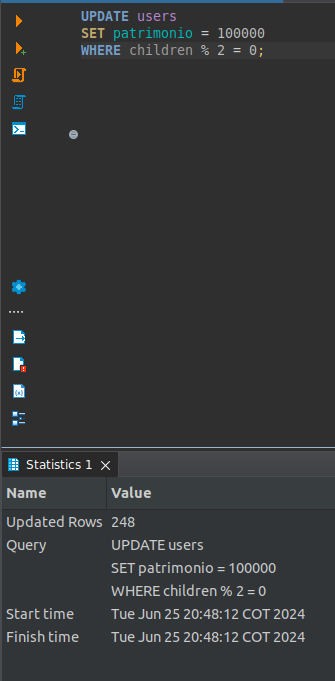 UPDATE users
SET patrimonio = 100000
WHERE children % 2 = 0;
Statistics 1
Name Value
Updated Rows 248
Query UPDATE users
SET patrimonio = 100000
WHERE children % 2 = 0
Start time Tue Jun 25 20:48:12 COT 2024
Finish time Tue Jun 25 20:48:12 COT 2024